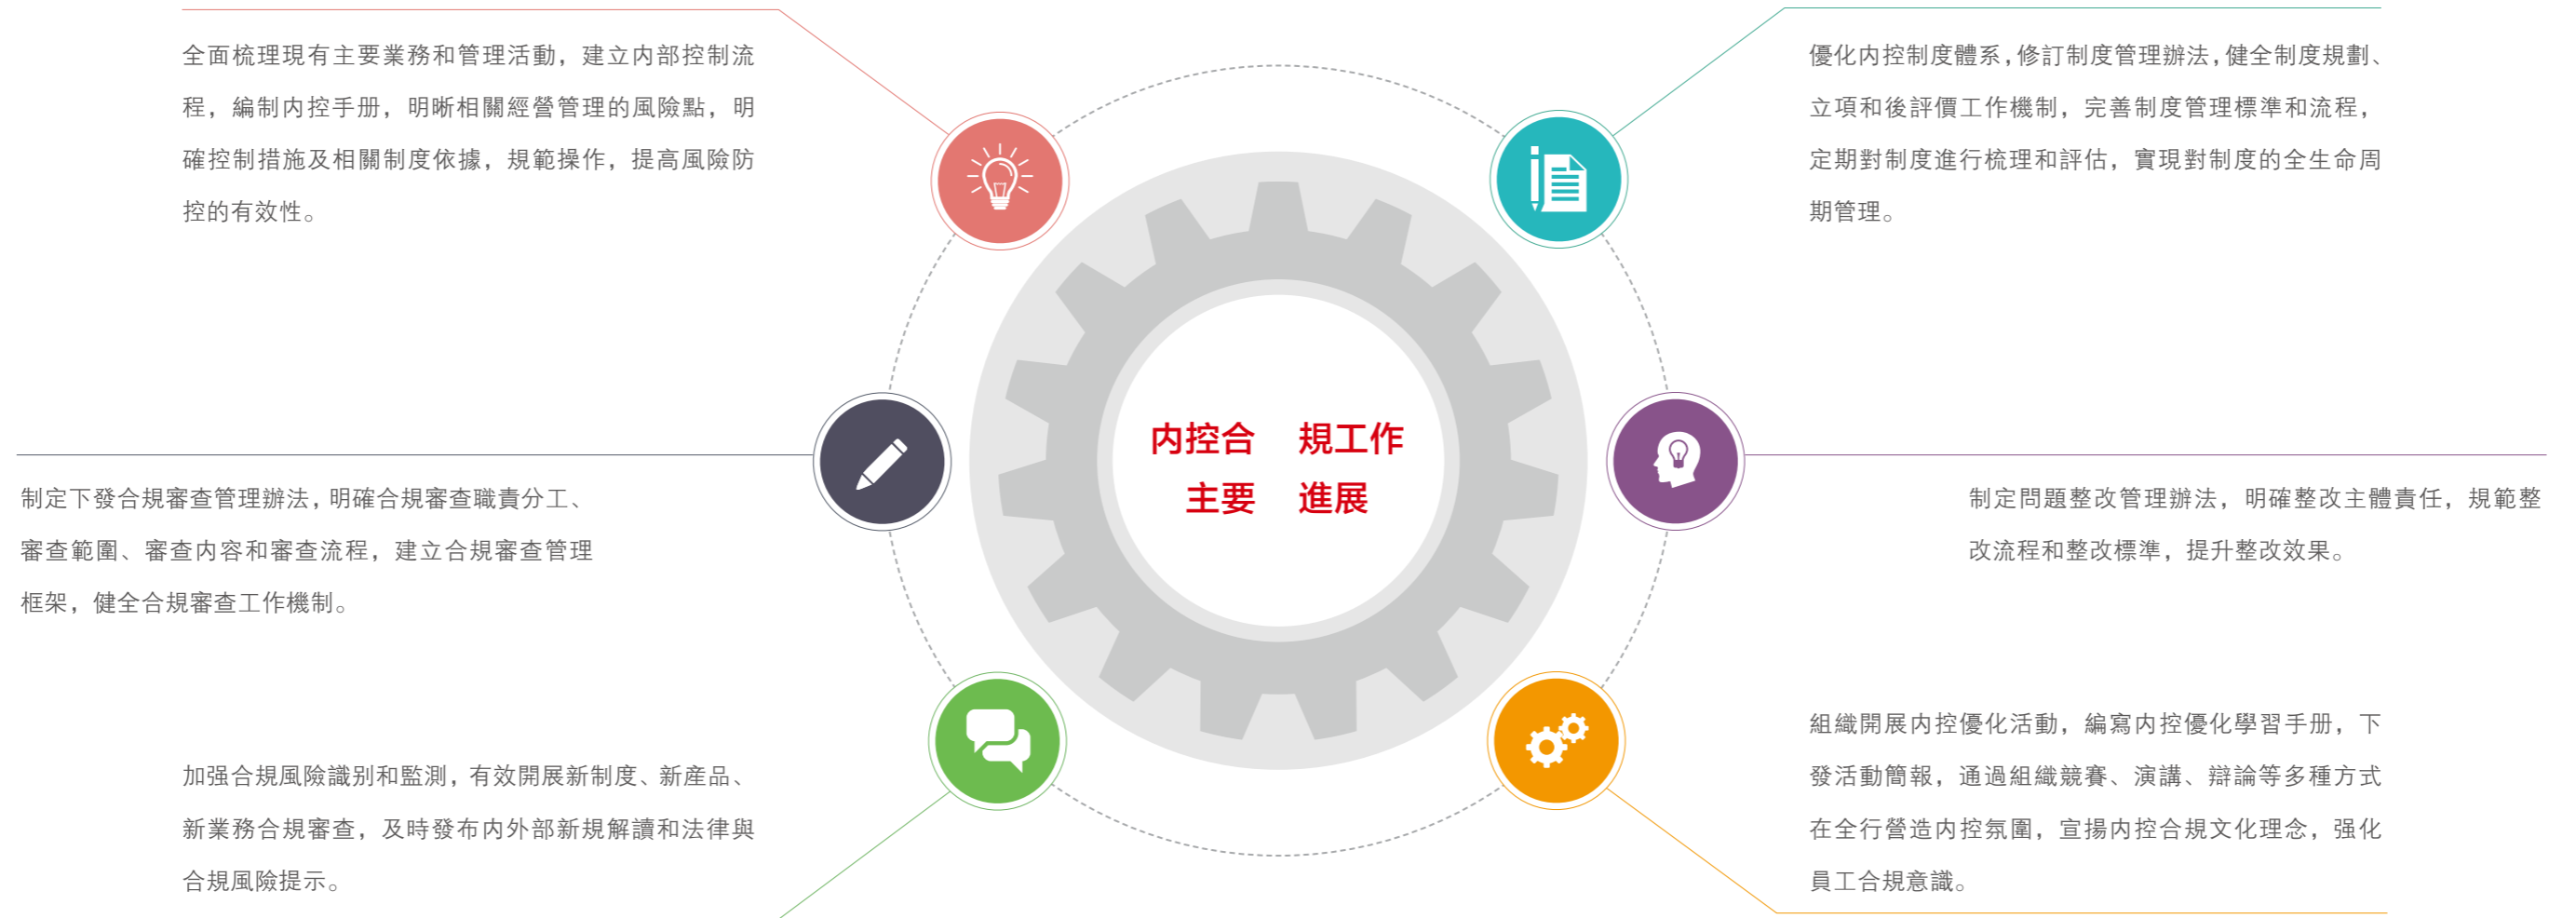 全面梳理現有主要業務和管理活動，建立内部控制流
程，編制内控手册，明晰相關經營管理的風險點，明
確控制措施及相關制度依據，規範操作，提高風險防
控的有效性。
優化内控制度體系，修訂制度管理辦法，健全制度規劃、
立項和後評價工作機制，完善制度管理標準和流程，
定期對制度進行梳理和評估，實現對制度的全生命周
期管理。
内控合 規工作
主要 進展
制定下發合規審查管理辦法，明確合規審查職責分工、
審查範圍、審查内容和審查流程，建立合規審查管理
框架，健全合規審查工作機制。
制定問題整改管理辦法，明確整改主體責任，規範整
改流程和整改標準，提升整改效果。
加强合規風險識别和監測，有效開展新制度、新産品、
新業務合規審查，及時發布内外部新規解讀和法律與
合規風險提示。
組織開展内控優化活動，編寫内控優化學習手册，下
發活動簡報，通過組織競賽、演講、辯論等多種方式
在全行營造内控氛圍，宣揚内控合規文化理念，强化
員工合規意識。